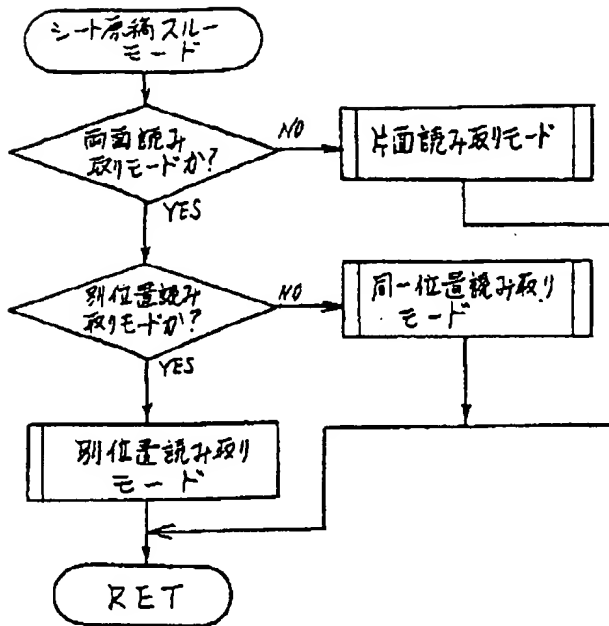 シート原稿スルー
モード
両面読み
取りモードか?
NO
片面読み取りモード
YES
別位置読み
取りモードか?
NO
同一位置読み取り
モード
YES
別位置読み取り
モード
RET